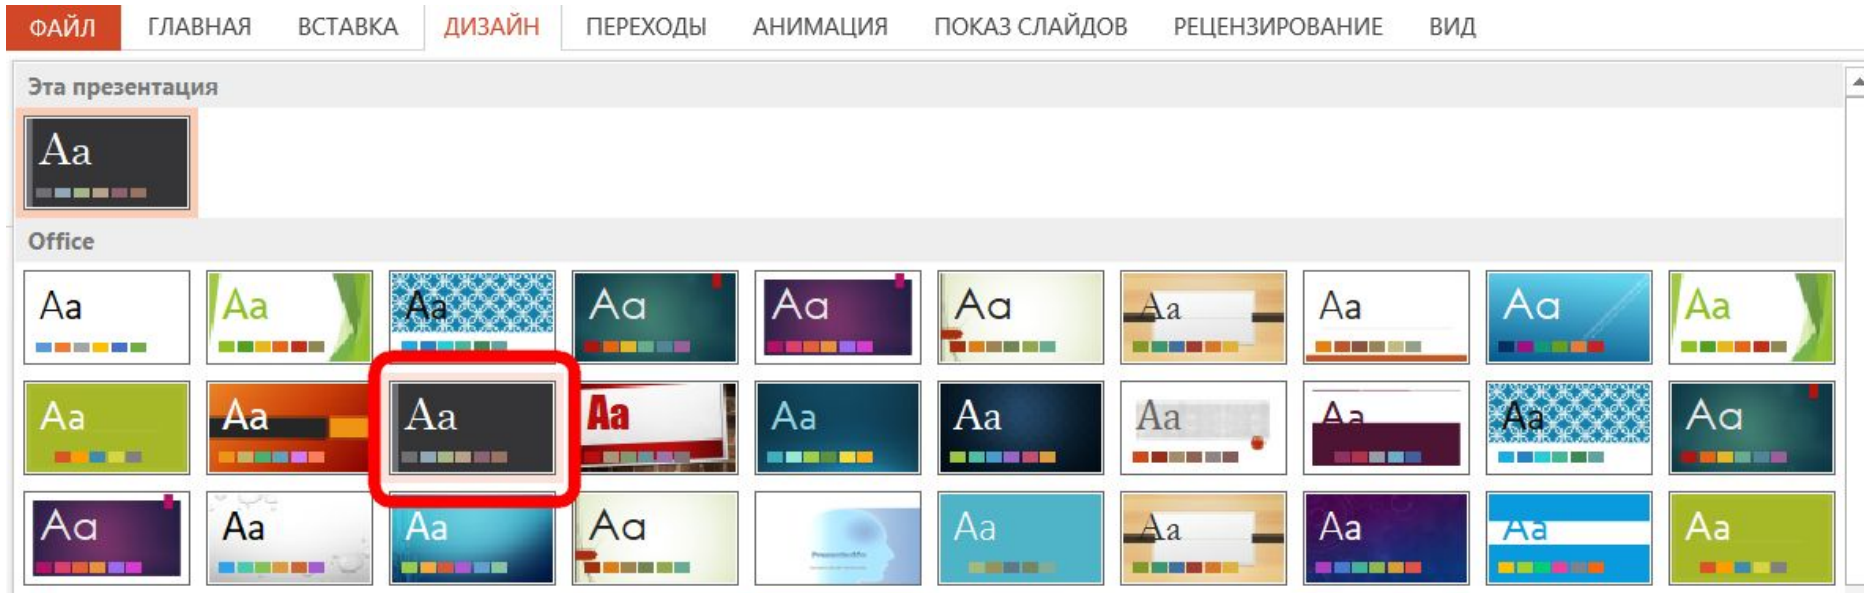 ФАЙЛ ГЛАВНАЯ ВСТАВКА ДИЗАЙН ПЕРЕХОДЫ АНИМАЦИЯ ПОКАЗ СЛАЙДОВ РЕЦЕНЗИРОВАНИЕ ВИД
Эта презентация
Aa
Office
Aa Aa Aa Aa Aa Aa Aa Aa Aa Aa
Aa Aa Aa Aa Aa Aa Aa Aa Aa Aa
Aa Aa Aa Aa Aa Aa Aa Aa Aa